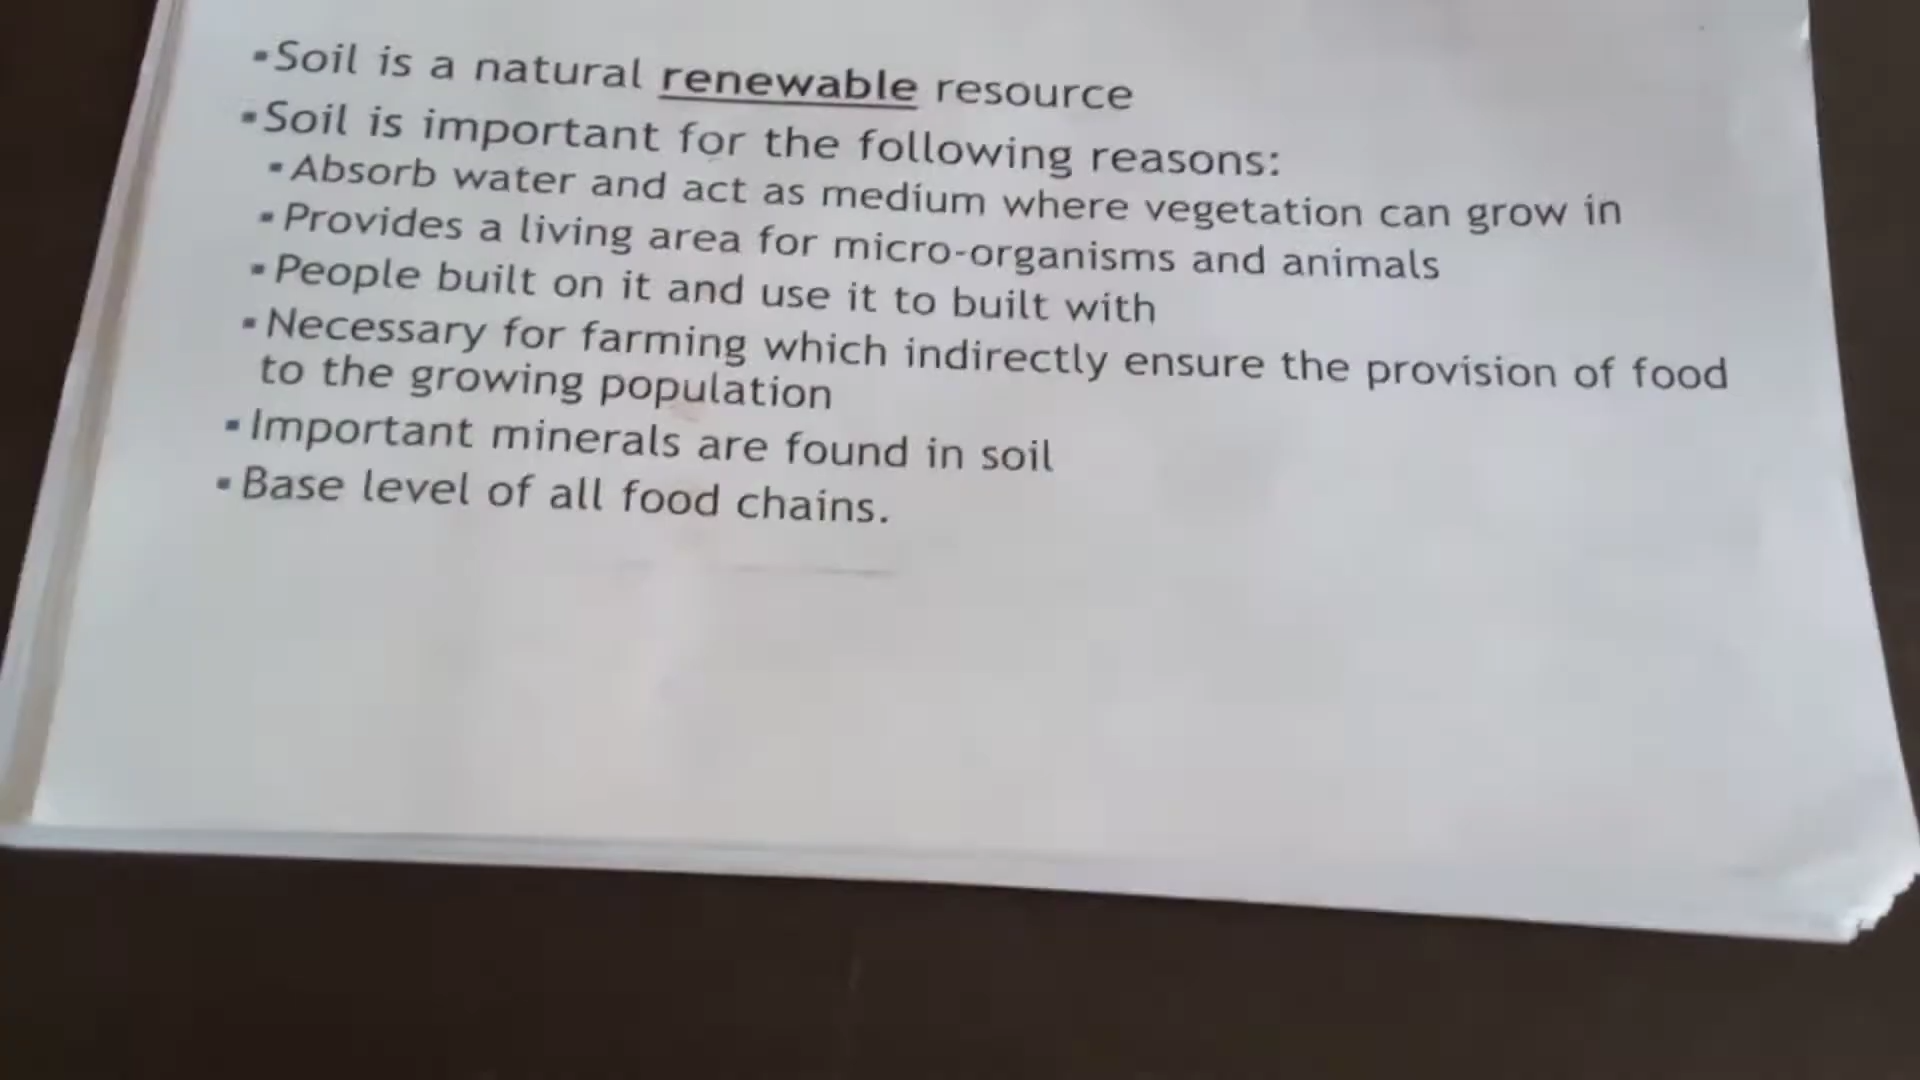 ▪Soil is a natural renewable resource
▪Soil is important for the following reasons:
▪Absorb water and act as medium where vegetation can grow in
▪Provides a living area for micro-organisms and animals
▪People built on it and use it to built with
▪Necessary for farming which indirectly ensure the provision of food
to the growing population
▪Important minerals are found in soil
▪Base level of all food chains.